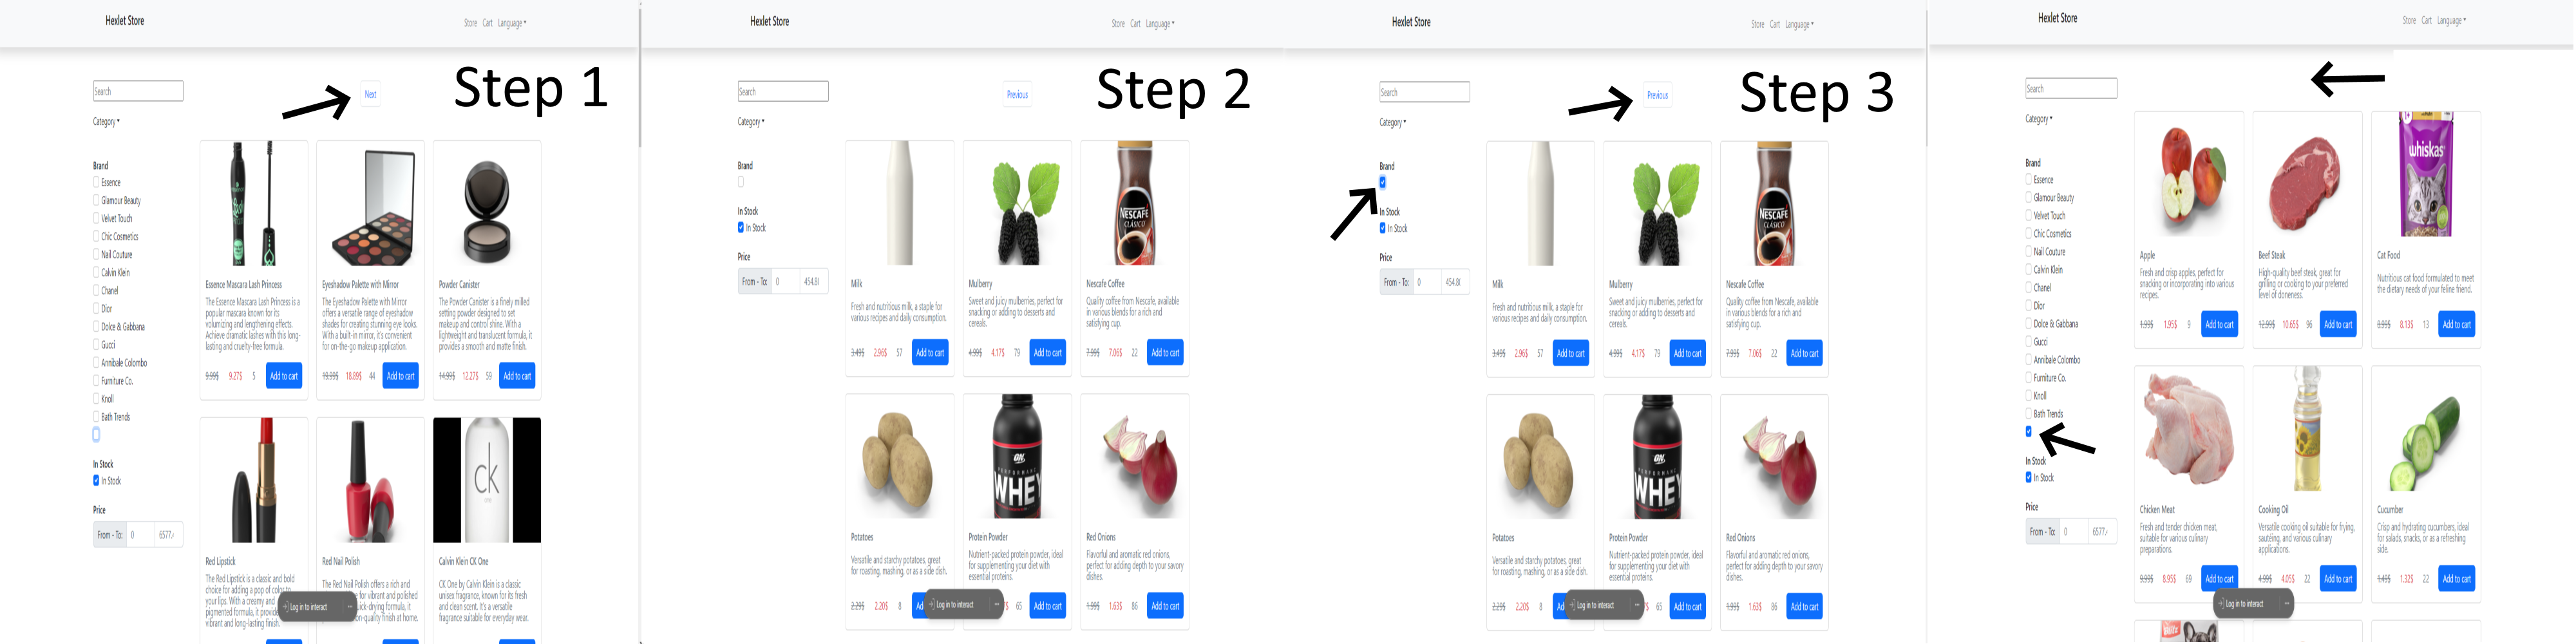 Hexlet Store
Store Cart Language
Step 1
Search
Next
Category
Brand
Essence
Glamour Beauty
Velvet Touch
Chic Cosmetics
Nail Couture
Calvin Klein
Chanel
Dior
Dolce & Gabbana
Gucci
Annibale Colombo
Furniture Co.
Knoll
Bath Trends
In Stock
In Stock
Price
From - To: 0 6577.
Essence Mascara Lash Princess
The Essence Mascara Lash Princess is a
popular mascara known for its
volumizing and lengthening effects.
Achieve dramatic lashes with this long-
lasting and cruelty-free formula.
9.99$ 9.27$ 5 Add to cart
Eyeshadow Palette with Mirror
The Eyeshadow Palette with Mirror
offers a versatile range of eyeshadow
shades for creating stunning eye looks.
With a built-in mirror, it's convenient
for on-the-go makeup application.
19.99$ 18.89$ 44 Add to cart
Powder Canister
The Powder Canister is a finely milled
setting powder designed to set
makeup and control shine. With a
lightweight and translucent formula, it
provides a smooth and matte finish.
14.99$ 12.27$ 59 Add to cart
Red Lipstick
The Red Lipstick is a classic and bold
choice for adding a pop of color to
your lips. With a creamy and
pigmented formula, it provides a
vibrant and long-lasting finish.
Red Nail Polish
The Red Nail Polish offers a rich and
for vibrant and polished
uick-drying formula, it
on-quality finish at home.
ck
Calvin Klein CK One
CK One by Calvin Klein is a classic
unisex fragrance, known for its fresh
and clean scent. It's a versatile
fragrance suitable for everyday wear.
Log in to interact
Hexlet Store
Store Cart Language
Step 2
Search
Previous
Category
Brand
In Stock
In Stock
Price
From - To: 0 454.8
Milk
Fresh and nutritious milk, a staple for
various recipes and daily consumption.
3.49$ 2.96$ 57 Add to cart
Mulberry
Sweet and juicy mulberries, perfect for
snacking or adding to desserts and
cereals.
4.99$ 4.17$ 79 Add to cart
NESCAFÉ
CLÁSICO
Nescafe Coffee
Quality coffee from Nescafe, available
in various blends for a rich and
satisfying cup.
7.99$ 7.06$ 22 Add to cart
Potatoes
Versatile and starchy potatoes, great
for roasting, mashing, or as a side dish.
2.29$ 2.20$ 8 Ad
ON
WHEY
Protein Powder
Nutrient-packed protein powder, ideal
for supplementing your diet with
essential proteins.
$ 65 Add to cart
Red Onions
Flavorful and aromatic red onions,
perfect for adding depth to your savory
dishes.
1.99$ 1.63$ 86 Add to cart
Log in to interact
Hexlet Store
Store Cart Language
Step 3
Search
Previous
Category
Brand
In Stock
In Stock
Price
From - To: 0 454.8
Milk
Fresh and nutritious milk, a staple for
various recipes and daily consumption.
3.49$ 2.96$ 57 Add to cart
Mulberry
Sweet and juicy mulberries, perfect for
snacking or adding to desserts and
cereals.
4.99$ 4.17$ 79 Add to cart
NESCAFÉ
CLÁSICO
Nescafe Coffee
Quality coffee from Nescafe, available
in various blends for a rich and
satisfying cup.
7.99$ 7.06$ 22 Add to cart
Potatoes
Versatile and starchy potatoes, great
for roasting, mashing, or as a side dish.
2.29$ 2.20$ 8 Ad
ON
WHEY
Protein Powder
Nutrient-packed protein powder, ideal
for supplementing your diet with
essential proteins.
$ 65 Add to cart
Red Onions
Flavorful and aromatic red onions,
perfect for adding depth to your savory
dishes.
1.99$ 1.63$ 86 Add to cart
Log in to interact
Hexlet Store
Store Cart Language
Search
Category
Brand
Essence
Glamour Beauty
Velvet Touch
Chic Cosmetics
Nail Couture
Calvin Klein
Chanel
Dior
Dolce & Gabbana
Gucci
Annibale Colombo
Furniture Co.
Knoll
Bath Trends
In Stock
In Stock
Price
From - To: 0 6577.
Apple
Fresh and crisp apples, perfect for
snacking or incorporating into various
recipes.
1.99$ 1.95$ 9 Add to cart
Beef Steak
High-quality beef steak, great for
grilling or cooking to your preferred
level of doneness.
12.99$ 10.65$ 96 Add to cart
whiskas
Cat Food
Nutritious cat food formulated to meet
the dietary needs of your feline friend.
8.99$ 8.13$ 13 Add to cart
Chicken Meat
Fresh and tender chicken meat,
suitable for various culinary
preparations.
9.99$ 8.95$ 69 Add to cart
Cooking Oil
Versatile cooking oil suitable for frying,
sautéing, and various culinary
applications.
4.99$ 4.05$ 22 Add to cart
Cucumber
Crisp and hydrating cucumbers, ideal
for salads, snacks, or as a refreshing
side.
1.49$ 1.32$ 22 Add to cart
Log in to interact